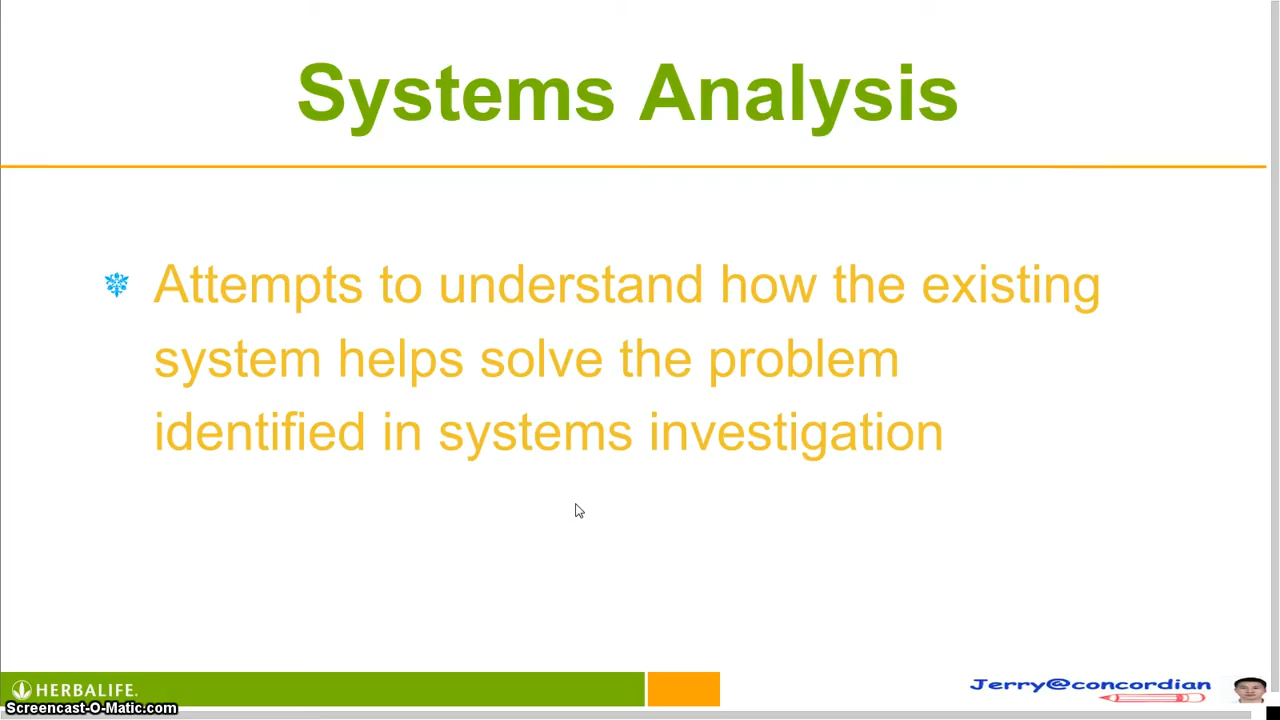 Systems Analysis
Attempts to understand how the existing
system helps solve the problem
identified in systems investigation
HERBALIFE.
Jerry@concordian
Screencast-O-Matic.com